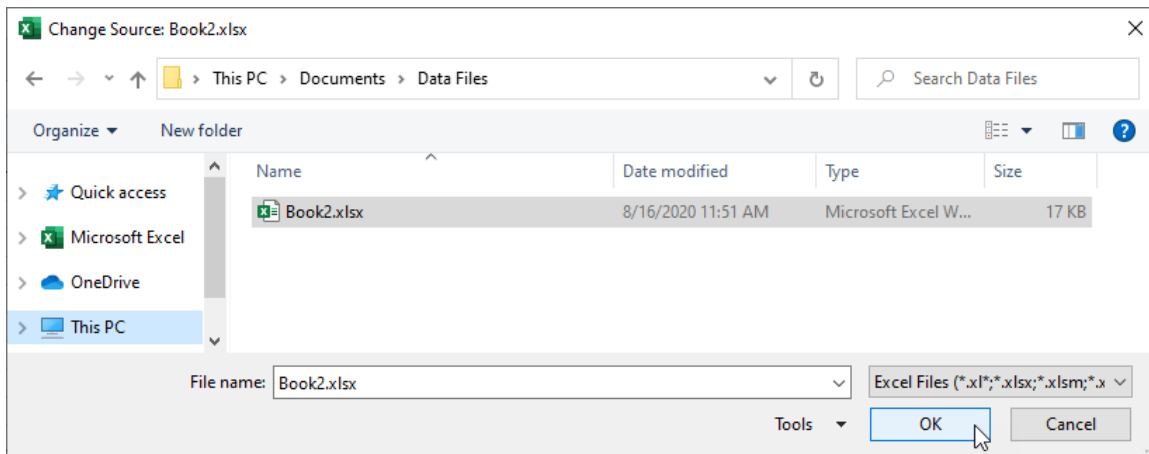 Change Source: Book2.xlsx
This PC > Documents > Data Files
Search Data Files
Organize New folder
Name Date modified Type Size
Quick access
Book2.xlsx 8/16/2020 11:51 AM Microsoft Excel W... 17 KB
Microsoft Excel
OneDrive
This PC
File name: Book2.xlsx Excel Files (*.xl*;*.xlsx;*.xlsm;*.x
Tools OK Cancel